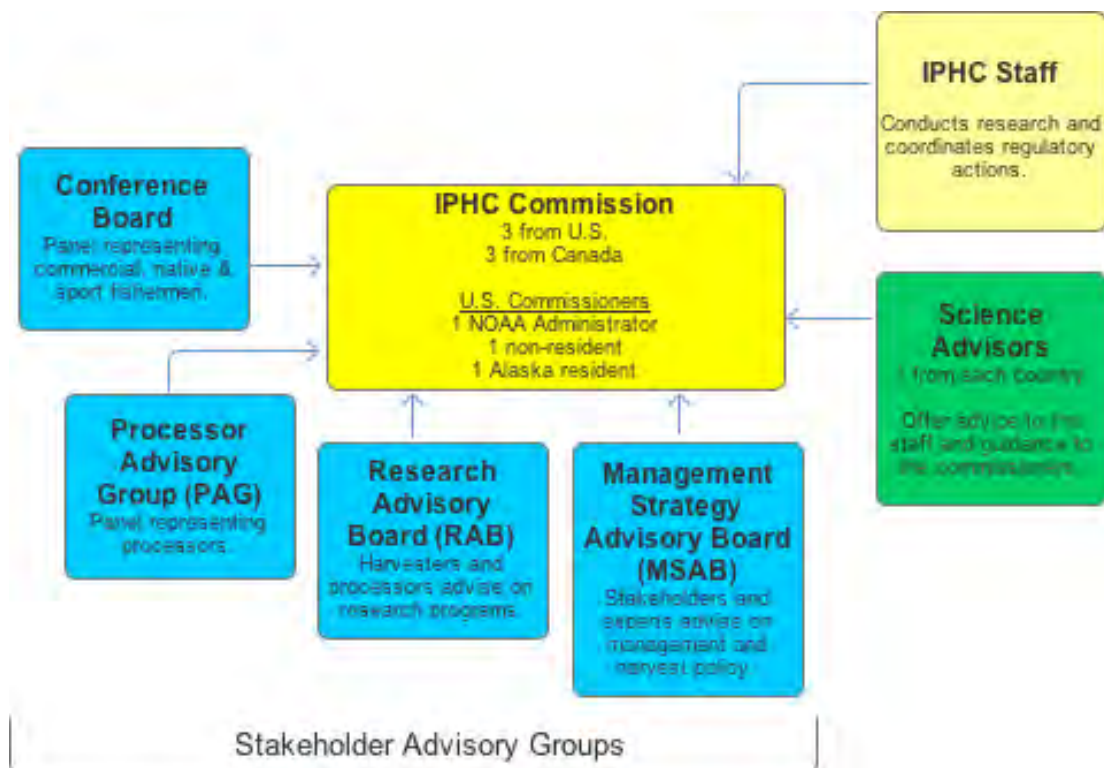 IPHC Staff
Conducts research and
coordinates regulatory
actions.
Conference
Board
Panel representing
commercial, native &
sport fishermen.
IPHC Commission
3 from U.S.
3 from Canada
U.S. Commissioners
1 NOAA Administrator
1 non-resident
1 Alaska resident
Science
Advisors
1 from each country
Offer advice to the
staff and guidance to
the commissioners.
Processor
Advisory
Group (PAG)
Panel representing
processors.
Research
Advisory
Board (RAB)
Harvesters and
processors advise on
research programs.
Management
Strategy
Advisory Board
(MSAB)
Stakeholders and
experts advise on
management and
harvest policy.
Stakeholder Advisory Groups